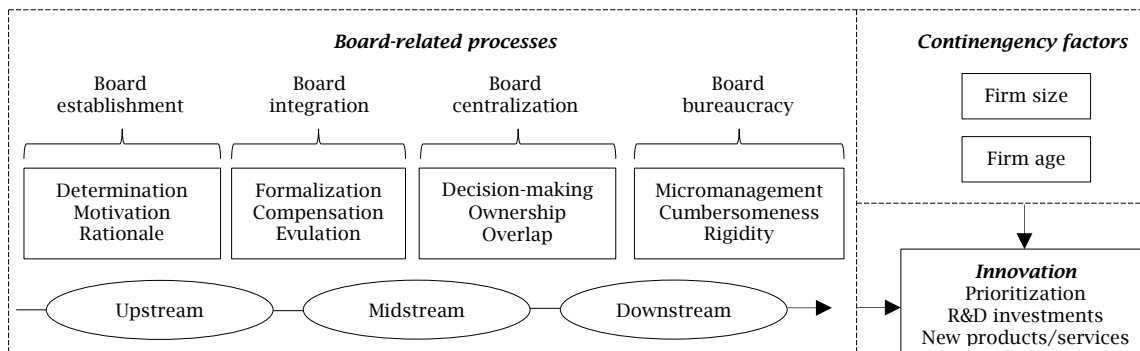 Board-related processes
Board
establishment
Board
integration
Board
centralization
Board
bureaucracy
Determination
Motivation
Rationale
Formalization
Compensation
Evulation
Decision-making
Ownership
Overlap
Micromanagement
Cumbersomeness
Rigidity
Upstream
Midstream
Downstream
Continengency factors
Firm size
Firm age
Innovation
Prioritization
R&D investments
New products/services